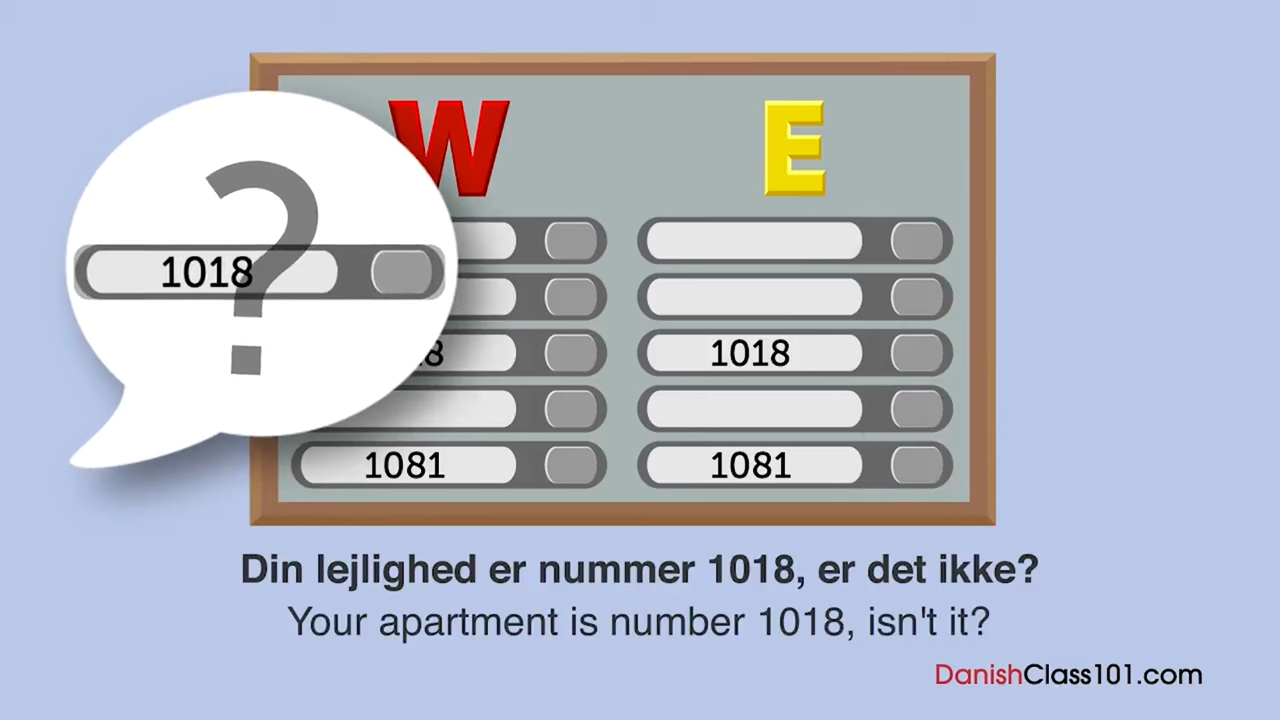 W E
1018
1018
1081 1081
Din lejlighed er nummer 1018, er det ikke?
Your apartment is number 1018, isn't it?
DanishClass101.com